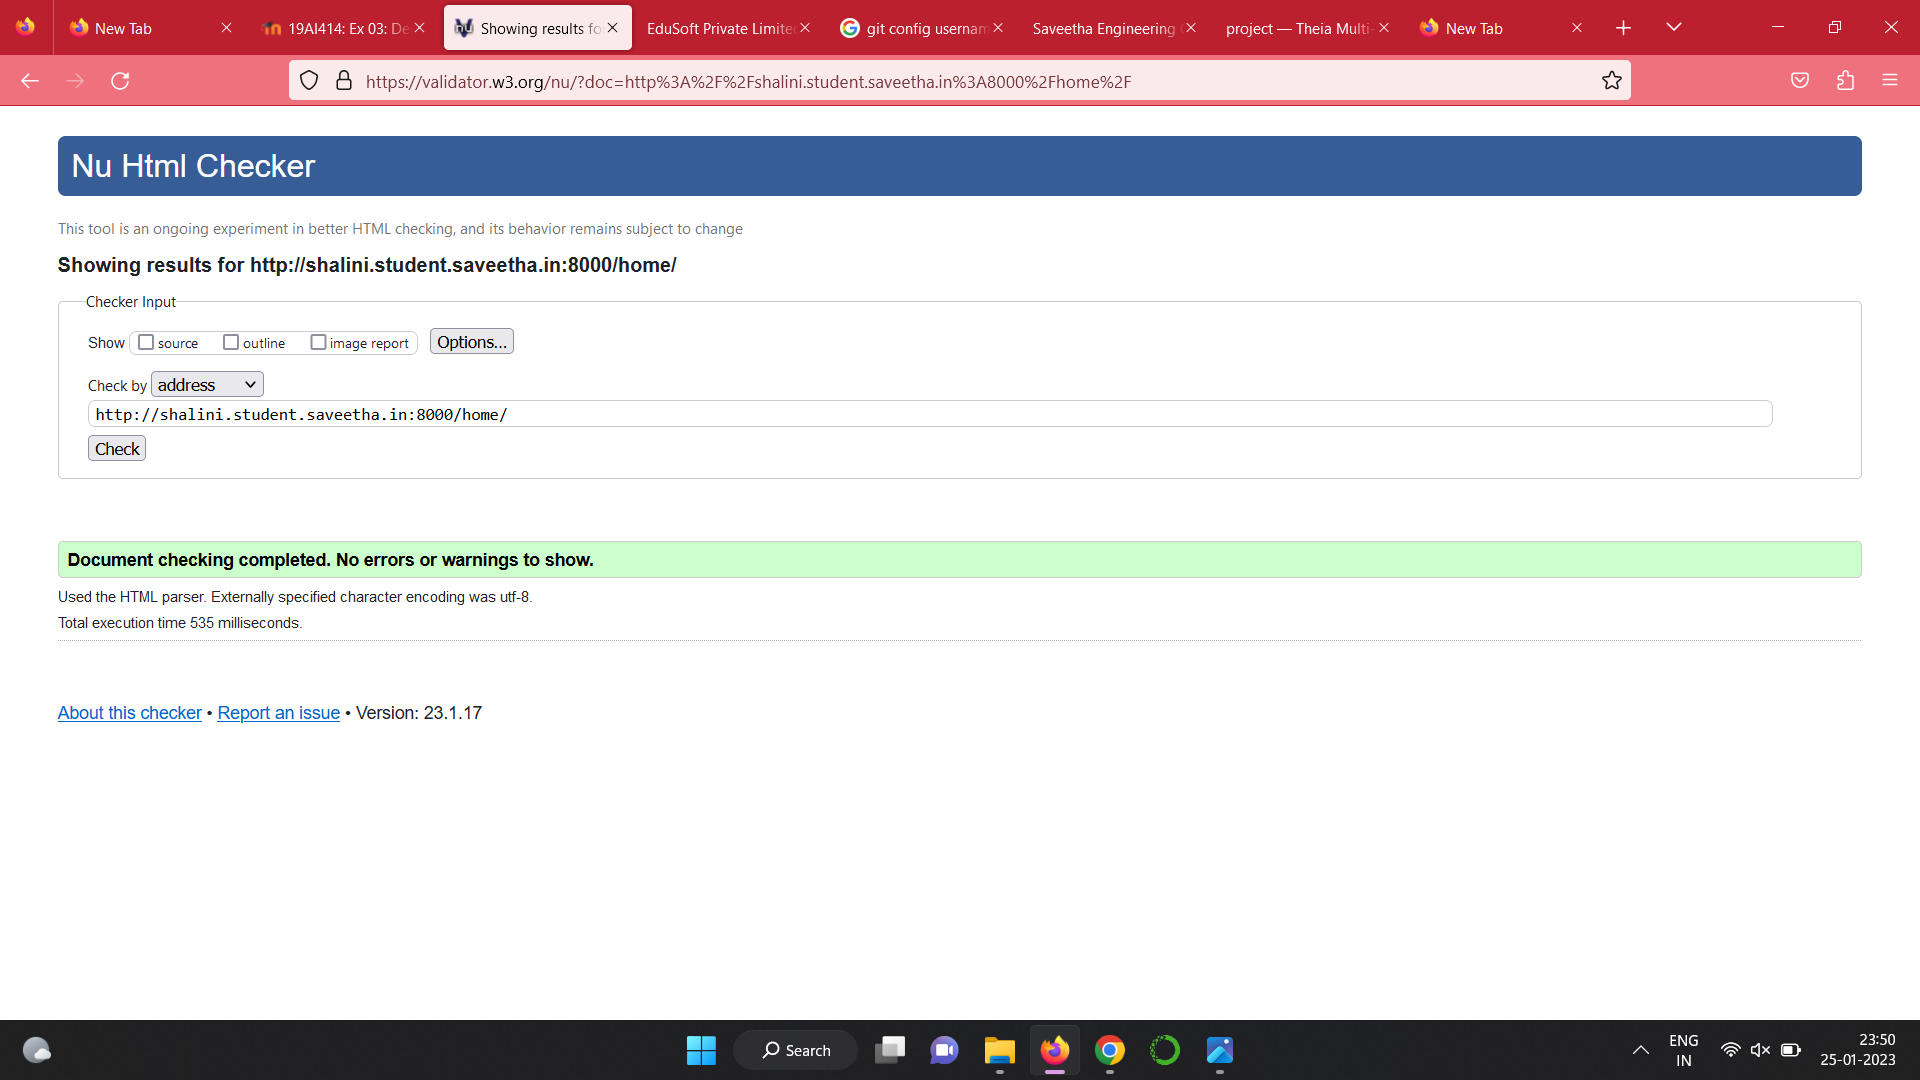 New Tab
19AI414: Ex 03: De
Showing results fo
EduSoft Private Limite
git config usernam
Saveetha Engineering
project — Theia Multi-
New Tab
https://validator.w3.org/nu/?doc=http%3A%2F%2Fshalini.student.saveetha.in%3A8000%2Fhome%2F
Nu Html Checker
This tool is an ongoing experiment in better HTML checking, and its behavior remains subject to change
Showing results for http://shalini.student.saveetha.in:8000/home/
Checker Input
Show source outline image report Options...
Check by address
http://shalini.student.saveetha.in:8000/home/
Check
Document checking completed. No errors or warnings to show.
Used the HTML parser. Externally specified character encoding was utf-8.
Total execution time 535 milliseconds.
About this checker • Report an issue • Version: 23.1.17
Search
ENG
IN
23:50
25-01-2023